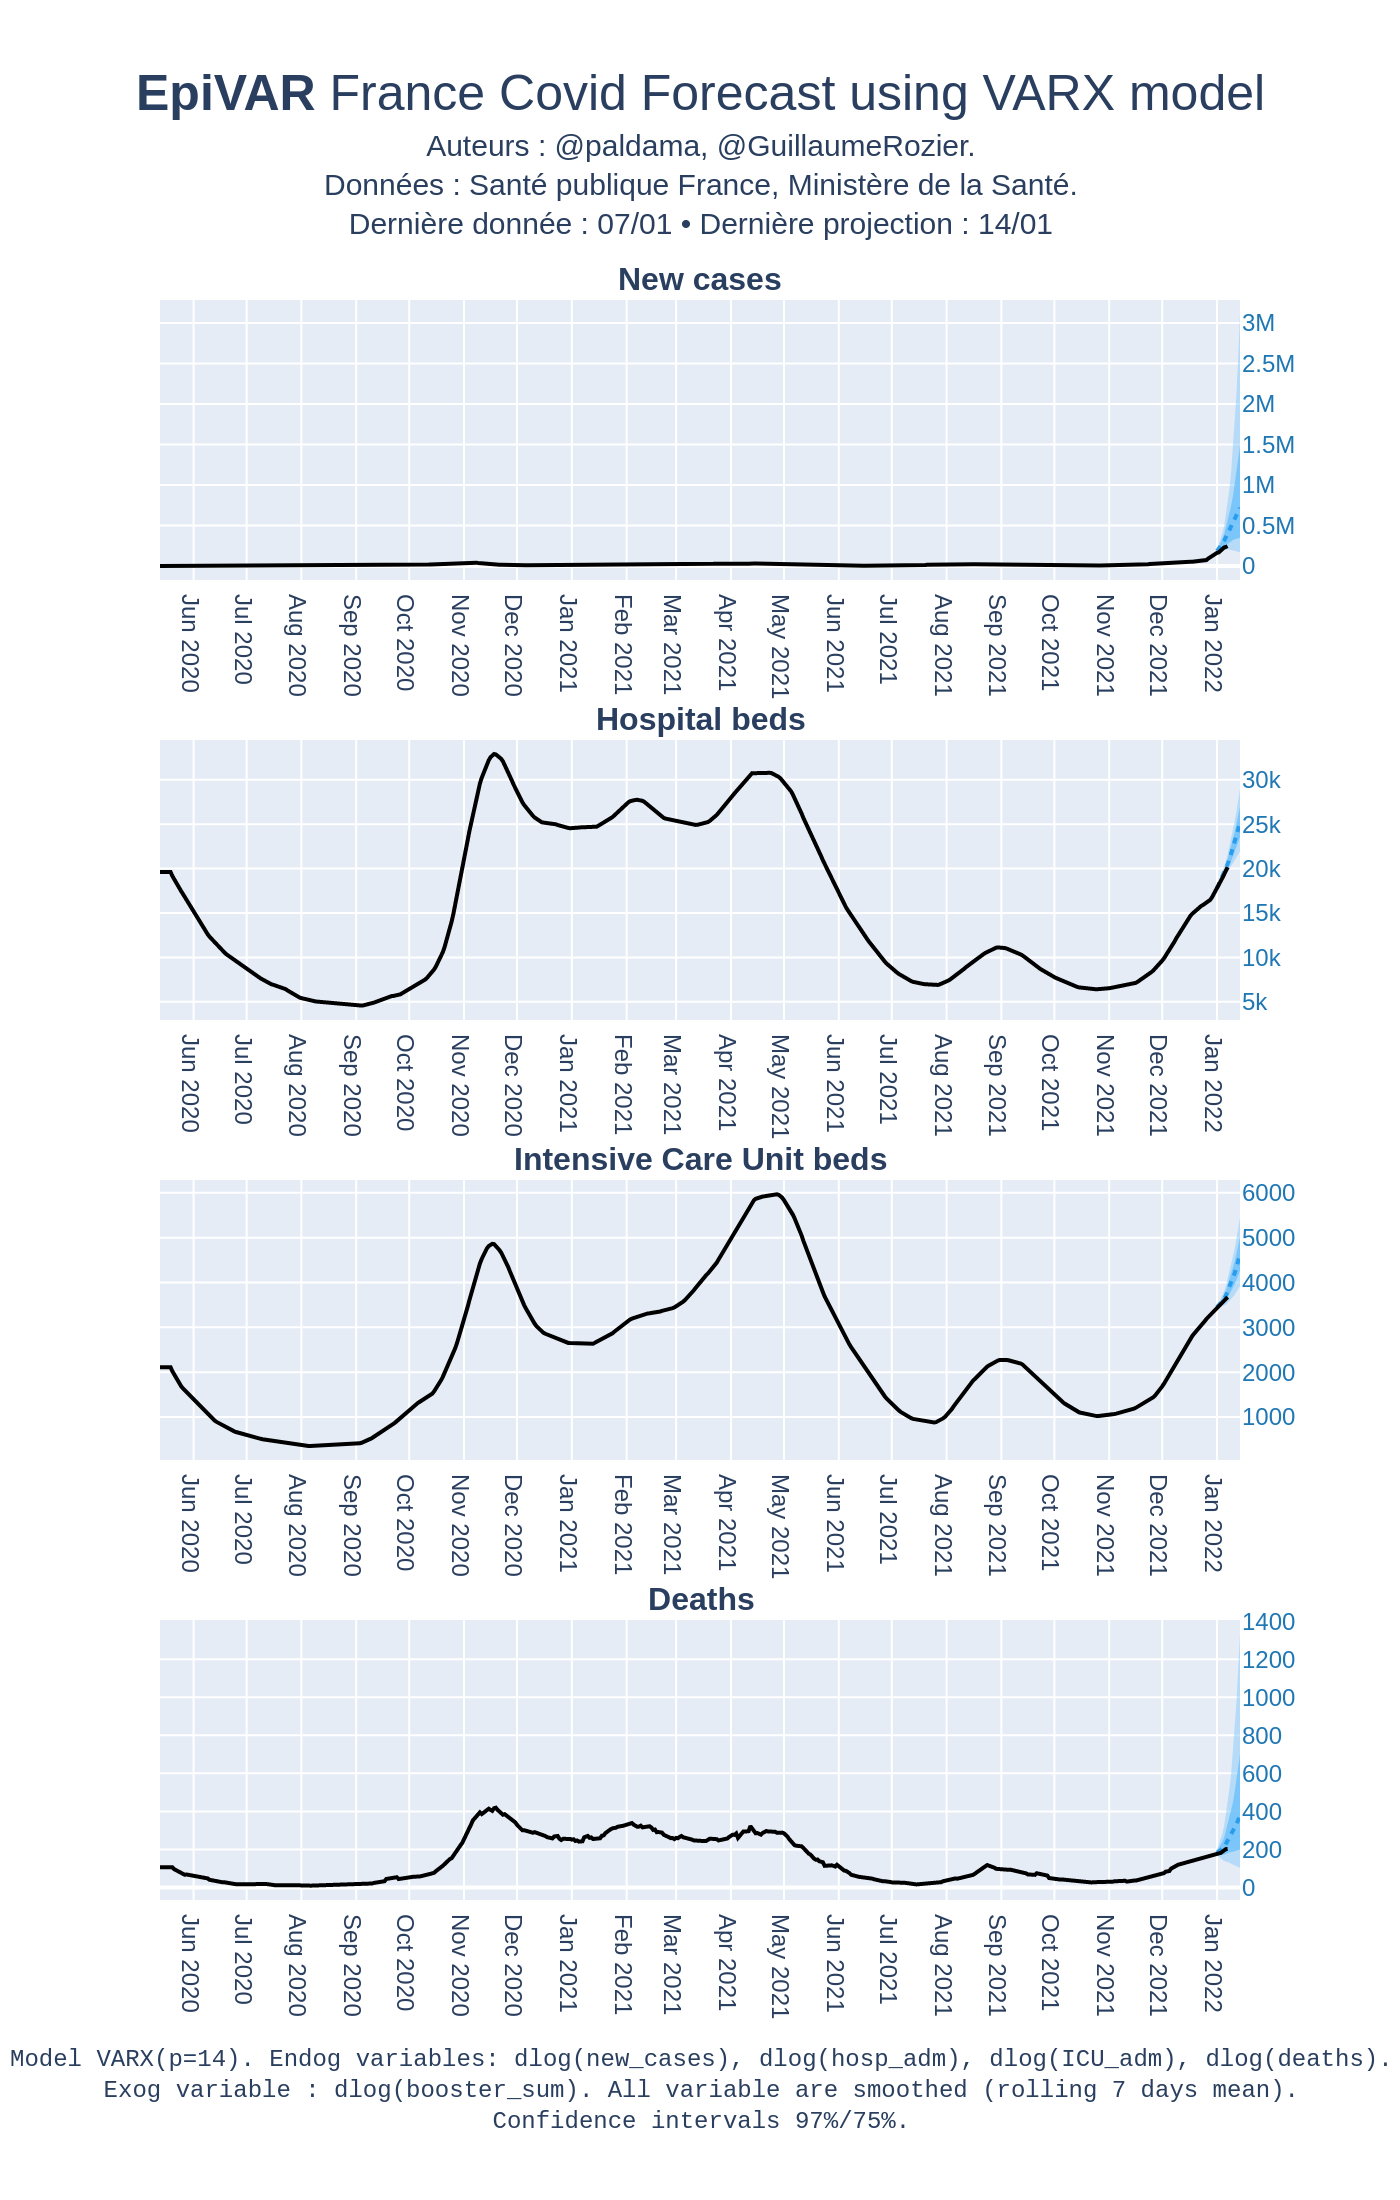 EpiVAR France Covid Forecast using VARX model
Auteurs : @paldama, @GuillaumeRozier.
Données : Santé publique France, Ministère de la Santé.
Dernière donnée : 07/01 • Dernière projection : 14/01
New cases
3M
2.5M
2M
1.5M
1M
0.5M
0
Jun 2020
Jul 2020
Aug 2020
Sep 2020
Oct 2020
Nov 2020
Dec 2020
Jan 2021
Feb 2021
Mar 2021
Apr 2021
May 2021
Jun 2021
Jul 2021
Aug 2021
Sep 2021
Oct 2021
Nov 2021
Dec 2021
Jan 2022
Hospital beds
30k
25k
20k
15k
10k
5k
Jun 2020
Jul 2020
Aug 2020
Sep 2020
Oct 2020
Nov 2020
Dec 2020
Jan 2021
Feb 2021
Mar 2021
Apr 2021
May 2021
Jun 2021
Jul 2021
Aug 2021
Sep 2021
Oct 2021
Nov 2021
Dec 2021
Jan 2022
Intensive Care Unit beds
6000
5000
4000
3000
2000
1000
Jun 2020
Jul 2020
Aug 2020
Sep 2020
Oct 2020
Nov 2020
Dec 2020
Jan 2021
Feb 2021
Mar 2021
Apr 2021
May 2021
Jun 2021
Jul 2021
Aug 2021
Sep 2021
Oct 2021
Nov 2021
Dec 2021
Jan 2022
Deaths
1400
1200
1000
800
600
400
200
0
Jun 2020
Jul 2020
Aug 2020
Sep 2020
Oct 2020
Nov 2020
Dec 2020
Jan 2021
Feb 2021
Mar 2021
Apr 2021
May 2021
Jun 2021
Jul 2021
Aug 2021
Sep 2021
Oct 2021
Nov 2021
Dec 2021
Jan 2022
Model VARX(p=14). Endog variables: dlog(new_cases), dlog(hosp_adm), dlog(ICU_adm), dlog(deaths).
Exog variable : dlog(booster_sum). All variable are smoothed (rolling 7 days mean).
Confidence intervals 97%/75%.